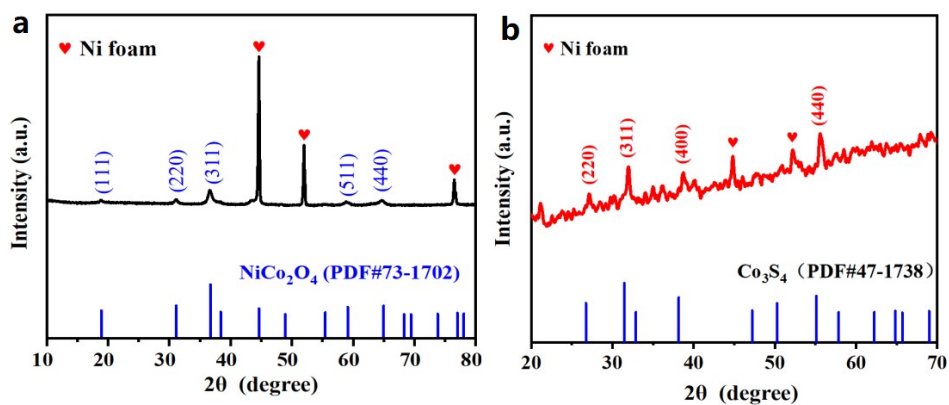 a
♥ Ni foam
Intensity (a.u.)
(111)
(220)
(311)
(511)
(440)
NiCo₂O₄ (PDF#73-1702)
10 20 30 40 50 60 70 80
2θ (degree)
b
♥ Ni foam
Intensity (a.u.)
(220)
(311)
(400)
(440)
Co₃S₄（PDF#47-1738）
20 30 40 50 60 70
2θ (degree)